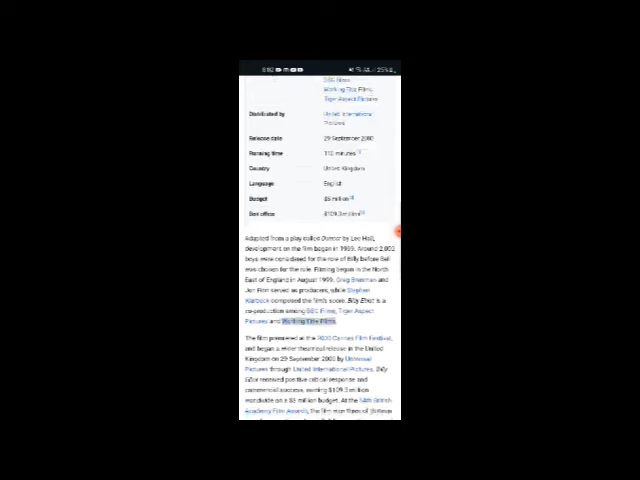 8:02
25%
BBC Films
Working Title Films
Tiger Aspect Pictures
Distributed by United International
Pictures
Release date 29 September 2000
Running time 110 minutes
Country United Kingdom
Language English
Budget $5 million
Box office $109.3 million
Adapted from a play called Dancer by Lee Hall,
development on the film began in 1999. Around 2,000
boys were considered for the role of Billy before Bell
was chosen for the role. Filming began in the North
East of England in August 1999. Greg Brenman and
Jon Finn served as producers, while Stephen
Warbeck composed the film's score. Billy Elliot is a
co-production among BBC Films, Tiger Aspect
Pictures and Working Title Films.
The film premiered at the 2000 Cannes Film Festival,
and began a wider theatrical release in the United
Kingdom on 29 September 2000 by Universal
Pictures through United International Pictures. Billy
Elliot received positive critical response and
commercial success, earning $109.3 million
worldwide on a $5 million budget. At the 54th British
Academy Film Awards, the film won three of